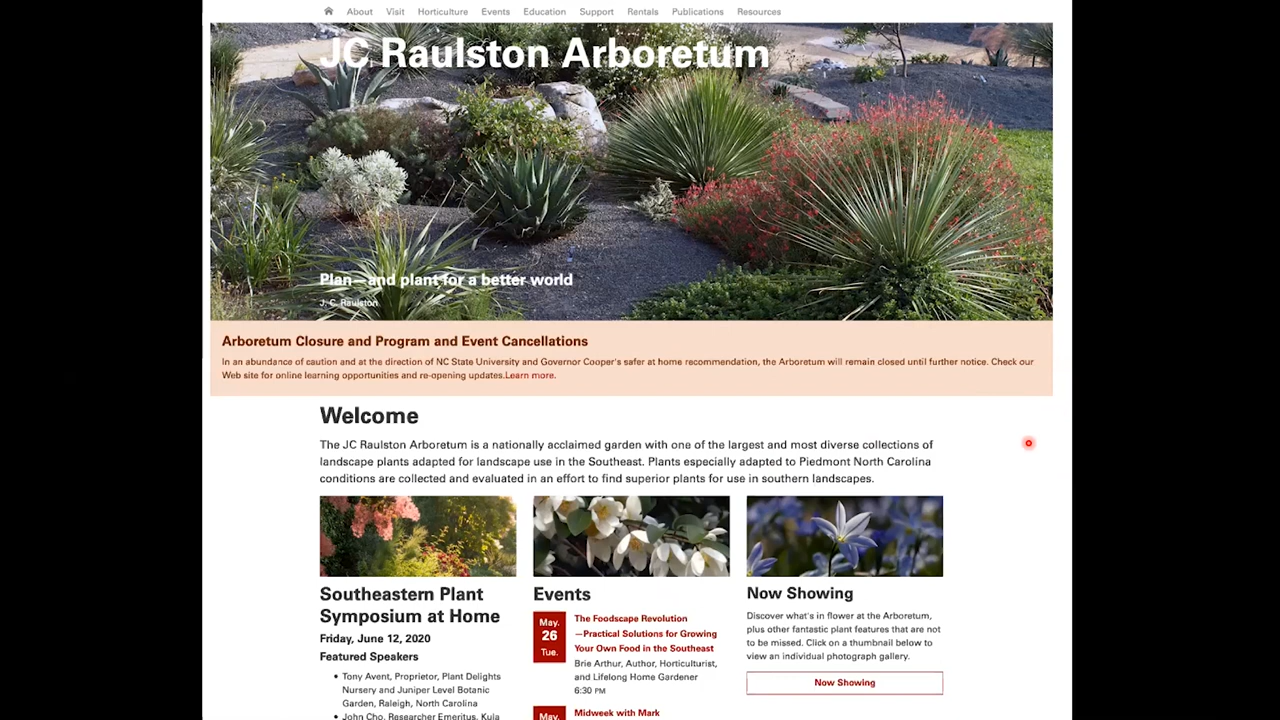 About Visit Horticulture Events Education Support Rentals Publications Resources
JC Raulston Arboretum
Plan—and plant for a better world
J. C. Raulston
Arboretum Closure and Program and Event Cancellations
In an abundance of caution and at the direction of NC State University and Governor Cooper's safer at home recommendation, the Arboretum will remain closed until further notice. Check our
Web site for online learning opportunities and re-opening updates.Learn more.
Welcome
The JC Raulston Arboretum is a nationally acclaimed garden with one of the largest and most diverse collections of
landscape plants adapted for landscape use in the Southeast. Plants especially adapted to Piedmont North Carolina
conditions are collected and evaluated in an effort to find superior plants for use in southern landscapes.
Southeastern Plant
Symposium at Home
Friday, June 12, 2020
Featured Speakers
• Tony Avent, Proprietor, Plant Delights
Nursery and Juniper Level Botanic
Garden, Raleigh, North Carolina
• John Cho, Researcher Emeritus, Kula
Events
May.
26
Tue.
The Foodscape Revolution
—Practical Solutions for Growing
Your Own Food in the Southeast
Brie Arthur, Author, Horticulturist,
and Lifelong Home Gardener
6:30 PM
May.
Midweek with Mark
Now Showing
Discover what's in flower at the Arboretum,
plus other fantastic plant features that are not
to be missed. Click on a thumbnail below to
view an individual photograph gallery.
Now Showing